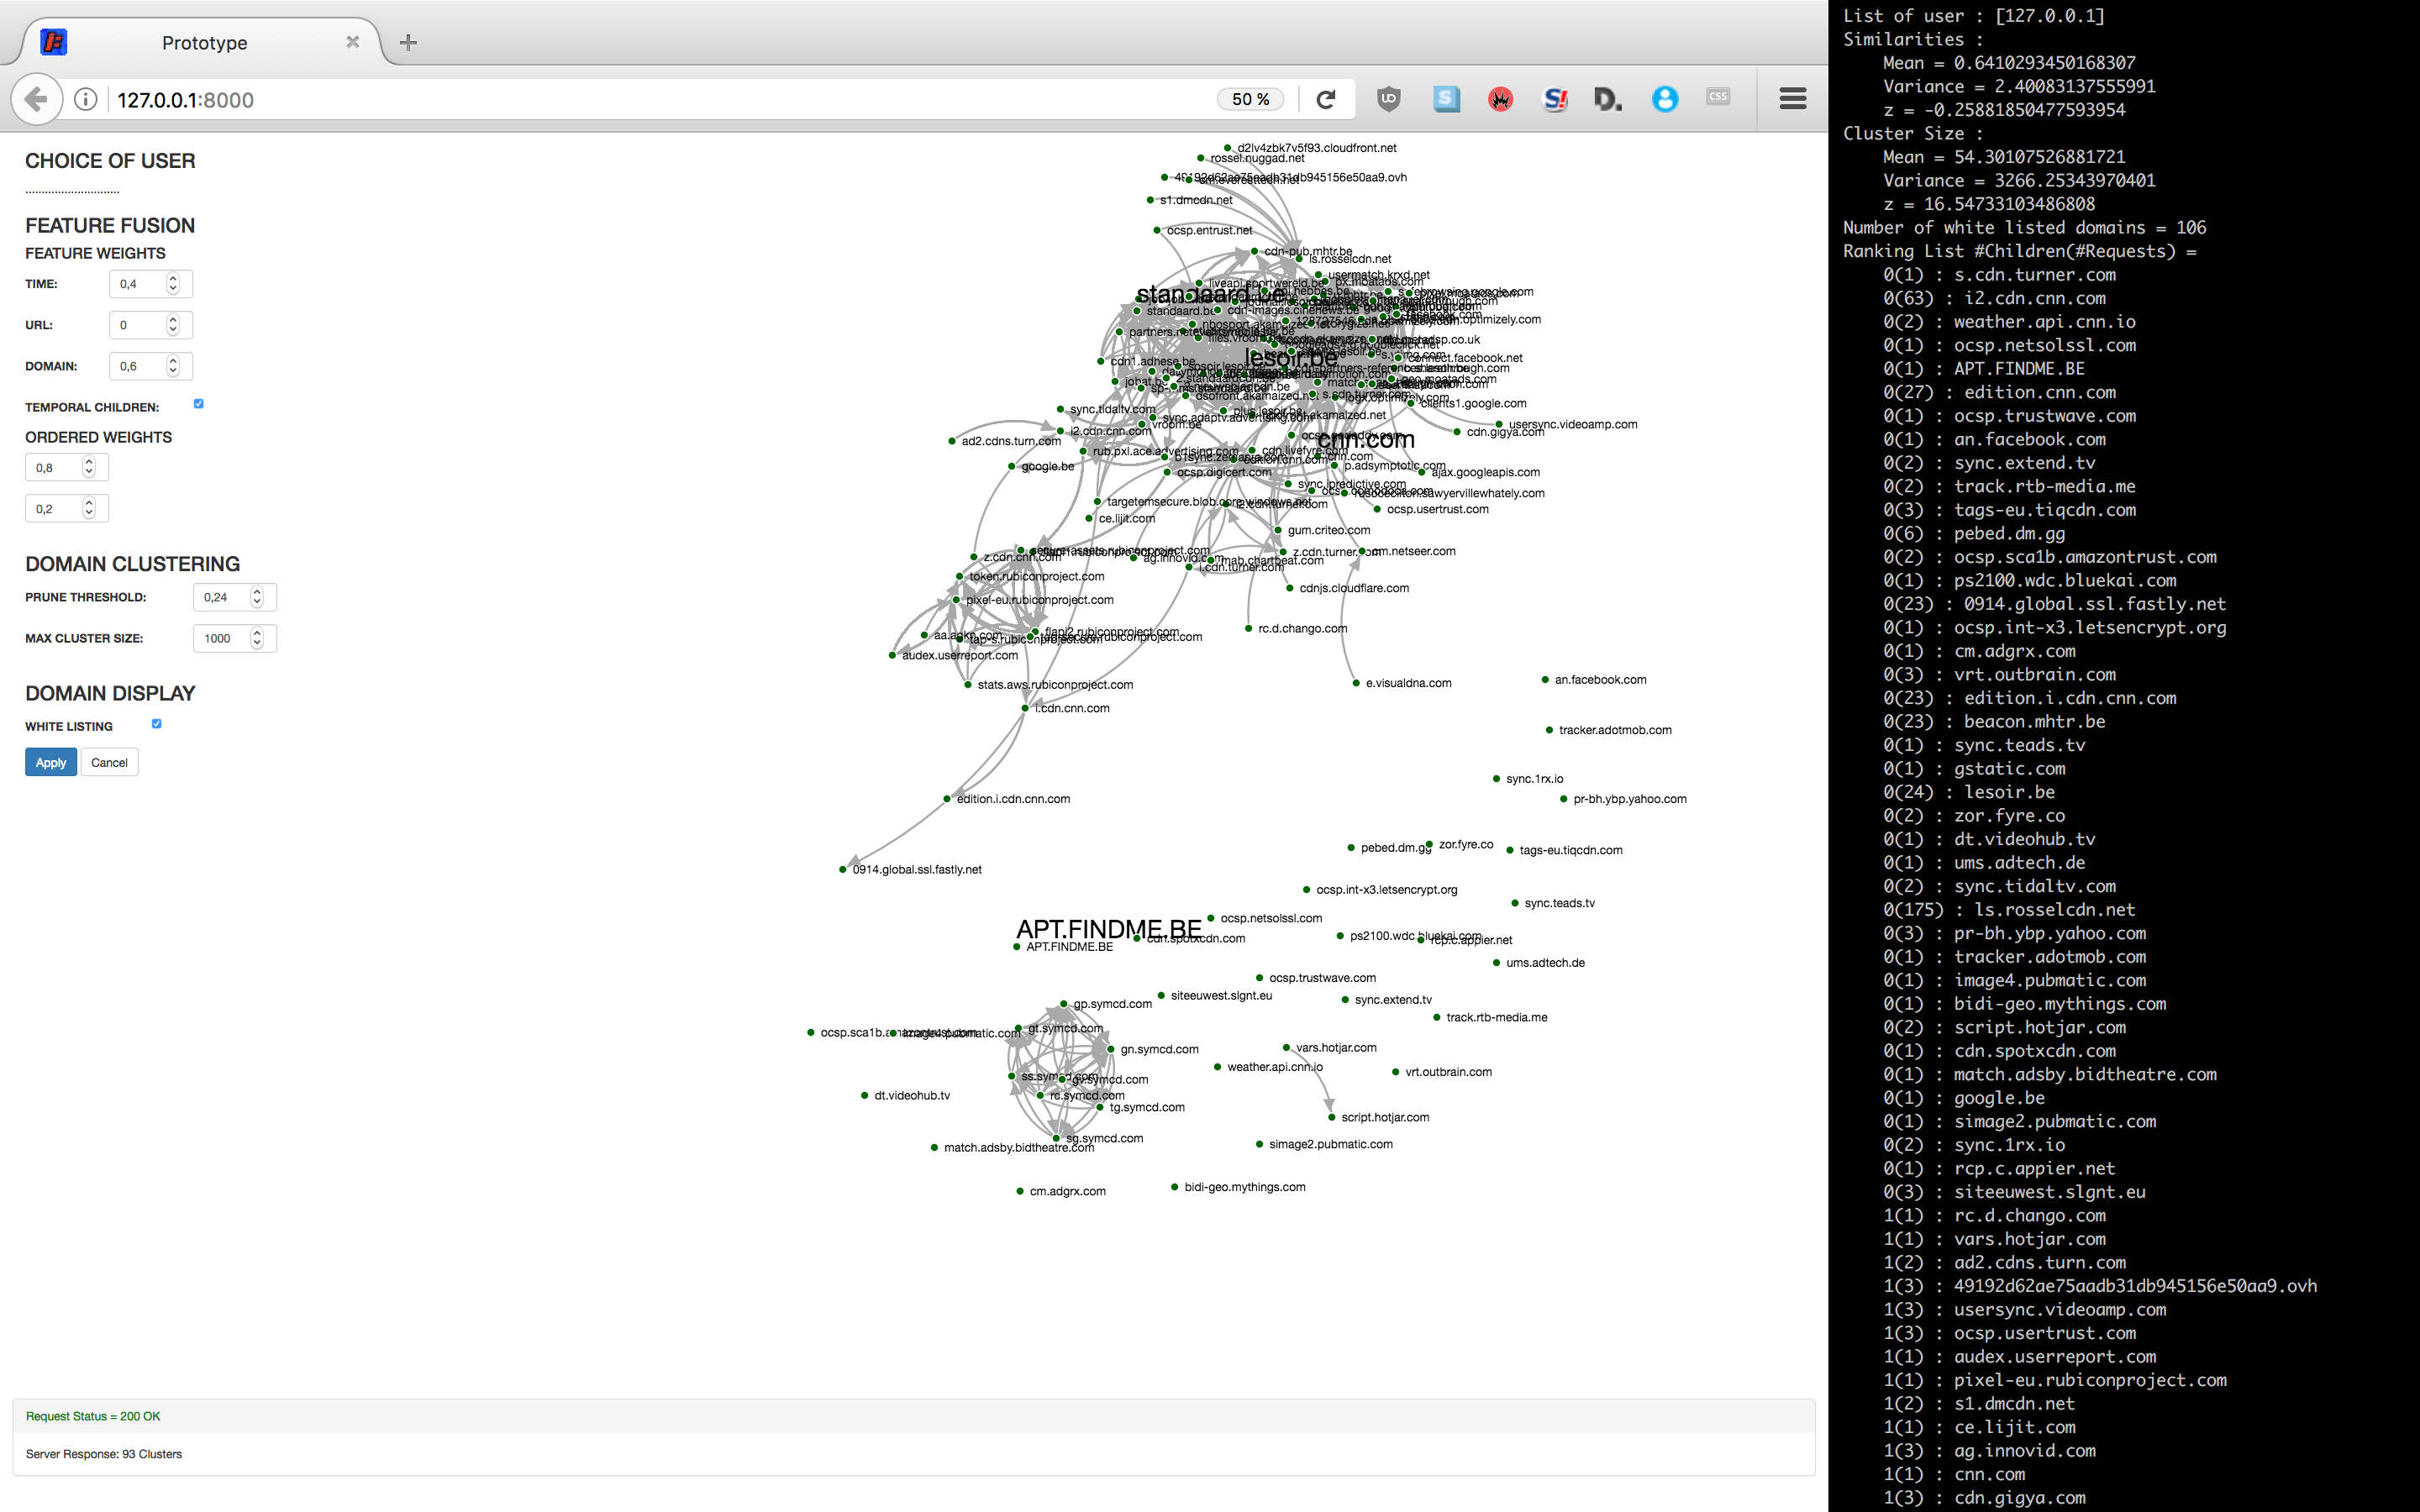 Prototype
127.0.0.1:8000
50 %
CSS
CHOICE OF USER
FEATURE FUSION
FEATURE WEIGHTS
TIME: 0,4
URL: 0
DOMAIN: 0,6
TEMPORAL CHILDREN:
ORDERED WEIGHTS
0,8
0,2
DOMAIN CLUSTERING
PRUNE THRESHOLD: 0,24
MAX CLUSTER SIZE: 1000
DOMAIN DISPLAY
WHITE LISTING
Apply Cancel
d2lv4zbk7v5f93.cloudfront.net
rossel.nuggad.net
s1.dmcdn.net
ocsp.entrust.net
cdn-pub.mhtr.be
ls.rosselcdn.net
usermatch.krxd.net
standaard.be
lesoir.be
cdn1.adhese.be
connect.facebook.net
clients1.google.com
sync.tidaltv.com
usersync.videoamp.com
cdn.gigya.com
i2.cdn.cnn.com
vroom.be
cnn.com
ad2.cdns.turn.com
google.be
rub.pxl.ace.advertising.com
cdn.livefyre.com
p.adsymptotic.com
ajax.googleapis.com
ocsp.digicert.com
sync.ipredictive.com
targetemsecure.blob.core.windows.net
ocsp.usertrust.com
ce.lijit.com
gum.criteo.com
secure-assets.rubiconproject.com
z.cdn.cnn.com
ag.innovid.com
mab.chartbeat.com
z.cdn.turner.com
cm.netseer.com
i.cdn.turner.com
token.rubiconproject.com
cdnjs.cloudflare.com
pixel-eu.rubiconproject.com
rc.d.chango.com
flapi2.rubiconproject.com
aa.agkn.com
tap-s.rubiconproject.com
audex.userreport.com
stats.aws.rubiconproject.com
e.visualdna.com
an.facebook.com
i.cdn.cnn.com
tracker.adotmob.com
sync.1rx.io
edition.i.cdn.cnn.com
pr-bh.ybp.yahoo.com
pebed.dm.gg
zor.fyre.co
tags-eu.tiqcdn.com
0914.global.ssl.fastly.net
ocsp.int-x3.letsencrypt.org
sync.teads.tv
APT.FINDME.BE
ocsp.netsolssl.com
cdn.spotxcdn.com
APT.FINDME.BE
ps2100.wdc.bluekai.com
rcp.c.appier.net
ums.adtech.de
ocsp.trustwave.com
siteeuwest.slgnt.eu
sync.extend.tv
gp.symcd.com
track.rtb-media.me
gt.symcd.com
ocsp.sca1b.amazontrust.com
image4.pubmatic.com
gn.symcd.com
vars.hotjar.com
weather.api.cnn.io
vrt.outbrain.com
ss.symcd.com
gv.symcd.com
dt.videohub.tv
rc.symcd.com
tg.symcd.com
script.hotjar.com
sg.symcd.com
match.adsby.bidtheatre.com
simage2.pubmatic.com
cm.adgrx.com
bidi-geo.mythings.com
Request Status = 200 OK
Server Response: 93 Clusters
List of user : [127.0.0.1]
Similarities :
Mean = 0.6410293450168307
Variance = 2.40083137555991
z = -0.25881850477593954
Cluster Size :
Mean = 54.30107526881721
Variance = 3266.25343970401
z = 16.54733103486808
Number of white listed domains = 106
Ranking List #Children(#Requests) =
0(1) : s.cdn.turner.com
0(63) : i2.cdn.cnn.com
0(2) : weather.api.cnn.io
0(1) : ocsp.netsolssl.com
0(1) : APT.FINDME.BE
0(27) : edition.cnn.com
0(1) : ocsp.trustwave.com
0(1) : an.facebook.com
0(2) : sync.extend.tv
0(2) : track.rtb-media.me
0(3) : tags-eu.tiqcdn.com
0(6) : pebed.dm.gg
0(2) : ocsp.sca1b.amazontrust.com
0(1) : ps2100.wdc.bluekai.com
0(23) : 0914.global.ssl.fastly.net
0(1) : ocsp.int-x3.letsencrypt.org
0(1) : cm.adgrx.com
0(3) : vrt.outbrain.com
0(23) : edition.i.cdn.cnn.com
0(23) : beacon.mhtr.be
0(1) : sync.teads.tv
0(1) : gstatic.com
0(24) : lesoir.be
0(2) : zor.fyre.co
0(1) : dt.videohub.tv
0(1) : ums.adtech.de
0(2) : sync.tidaltv.com
0(175) : ls.rosselcdn.net
0(3) : pr-bh.ybp.yahoo.com
0(1) : tracker.adotmob.com
0(1) : image4.pubmatic.com
0(1) : bidi-geo.mythings.com
0(2) : script.hotjar.com
0(1) : cdn.spotxcdn.com
0(1) : match.adsby.bidtheatre.com
0(1) : google.be
0(1) : simage2.pubmatic.com
0(2) : sync.1rx.io
0(1) : rcp.c.appier.net
0(3) : siteeuwest.slgnt.eu
1(1) : rc.d.chango.com
1(1) : vars.hotjar.com
1(2) : ad2.cdns.turn.com
1(3) : 49192d62ae75aadb31db945156e50aa9.ovh
1(3) : usersync.videoamp.com
1(3) : ocsp.usertrust.com
1(1) : audex.userreport.com
1(1) : pixel-eu.rubiconproject.com
1(2) : s1.dmcdn.net
1(1) : ce.lijit.com
1(3) : ag.innovid.com
1(1) : cnn.com
1(3) : cdn.gigya.com